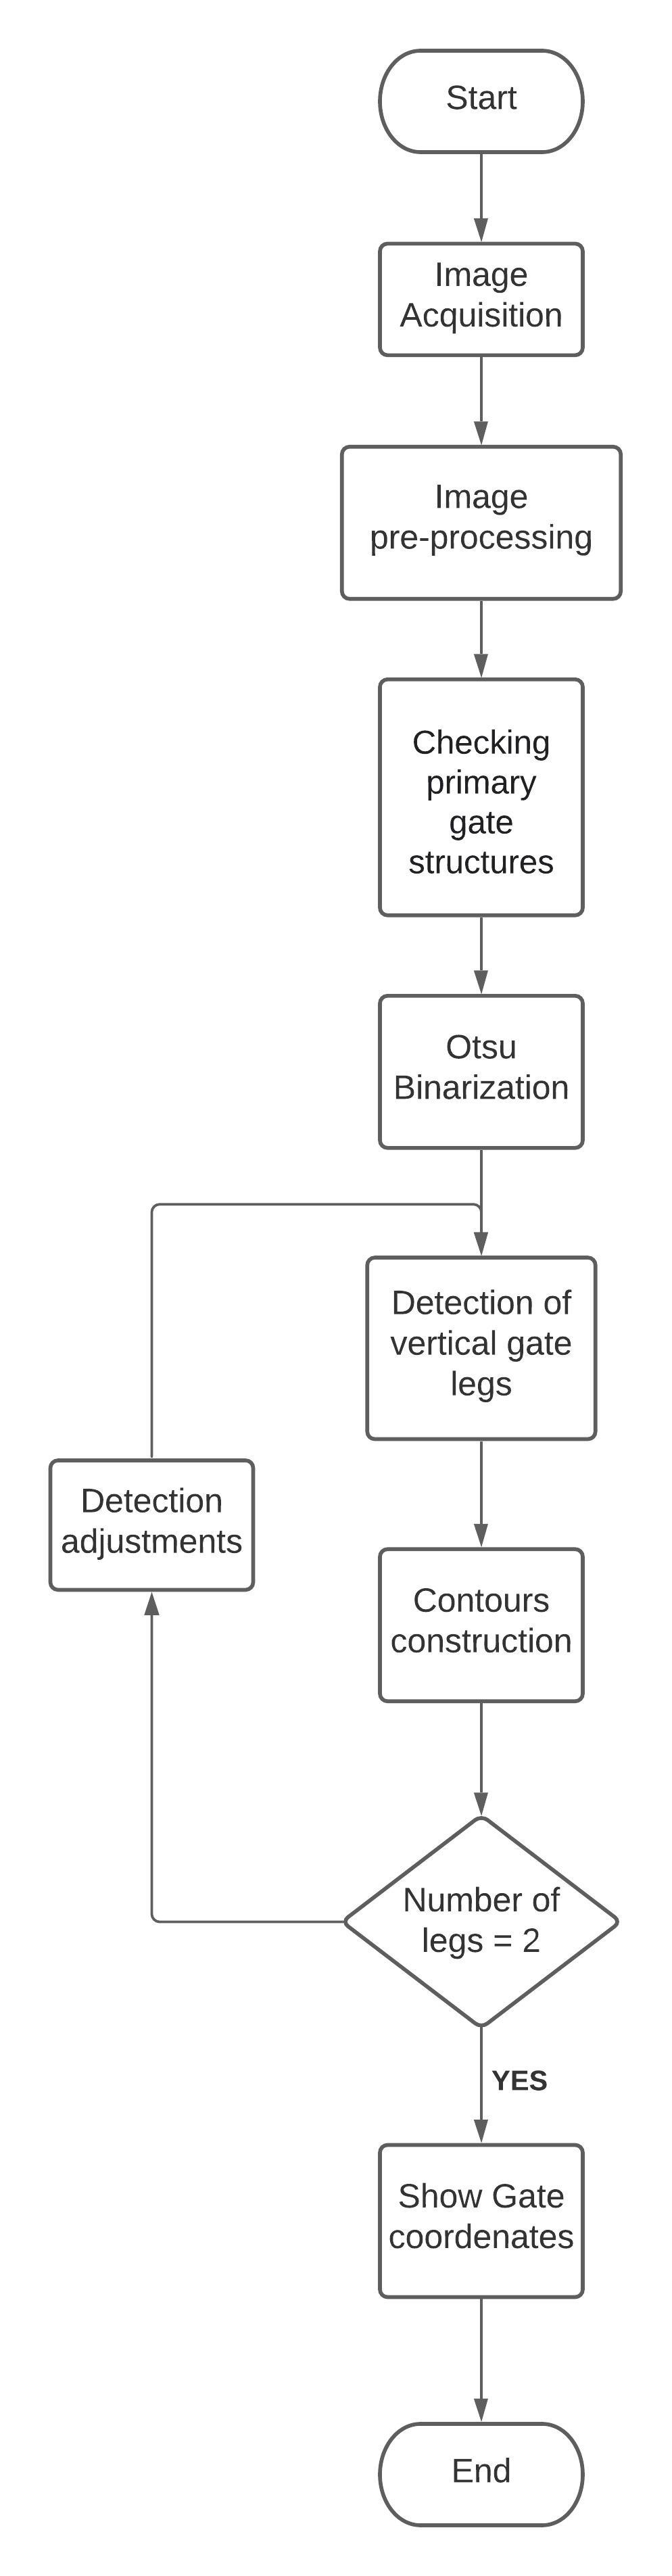 Start
Image
Acquisition
Image
pre-processing
Checking
primary
gate
structures
Otsu
Binarization
Detection of
vertical gate
legs
Detection
adjustments
Contours
construction
Number of
legs = 2
YES
Show Gate
coordenates
End